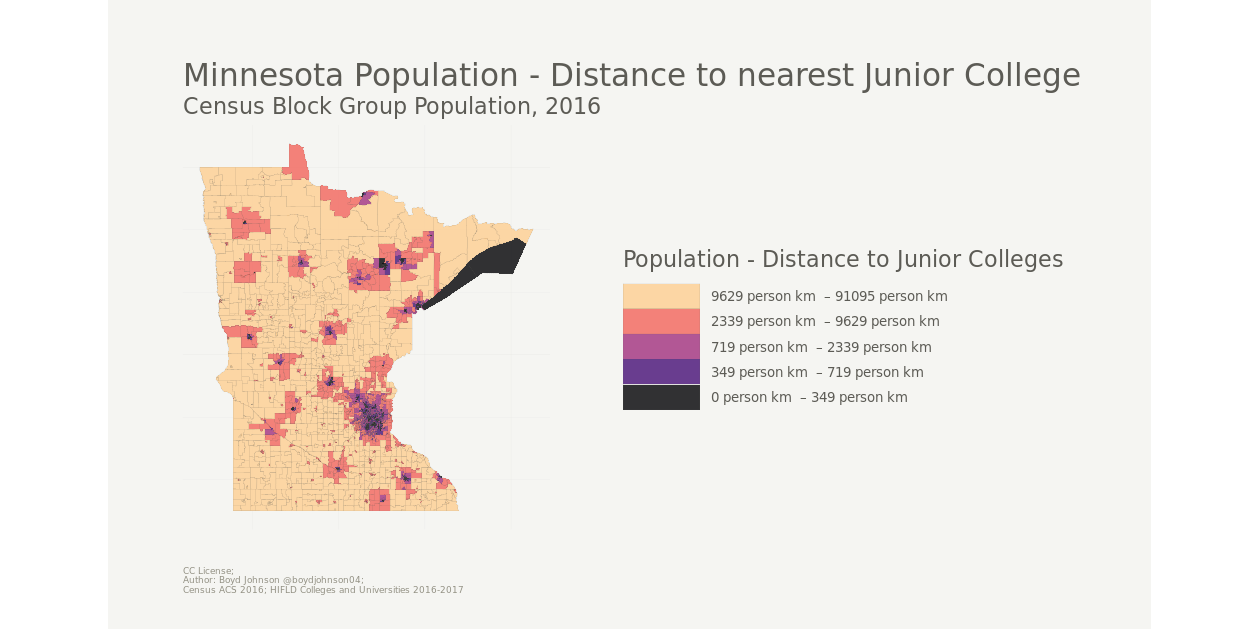 Minnesota Population - Distance to nearest Junior College
Census Block Group Population, 2016
Population - Distance to Junior Colleges
9629 person km – 91095 person km
2339 person km – 9629 person km
719 person km – 2339 person km
349 person km – 719 person km
0 person km – 349 person km
CC License;
Author: Boyd Johnson @boydjohnson04;
Census ACS 2016; HIFLD Colleges and Universities 2016-2017